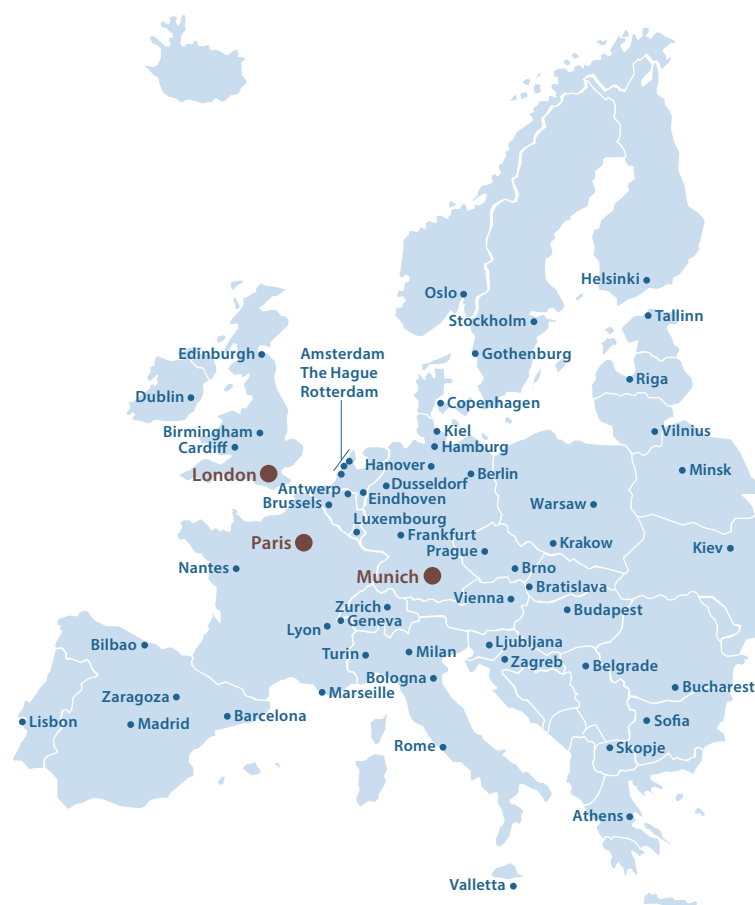 Helsinki
Oslo
Tallinn
Stockholm
Edinburgh
Amsterdam
Gothenburg
The Hague
Riga
Rotterdam
Dublin
Copenhagen
Birmingham
Kiel
Vilnius
Cardiff
Hamburg
Hanover
Minsk
London
Berlin
Dusseldorf
Antwerp
Eindhoven
Brussels
Warsaw
Luxembourg
Frankfurt
Paris
Krakow
Kiev
Prague
Nantes
Brno
Munich
Bratislava
Vienna
Zurich
Budapest
Geneva
Lyon
Ljubljana
Bilbao
Milan
Turin
Zagreb
Belgrade
Bologna
Bucharest
Marseille
Zaragoza
Barcelona
Lisbon
Madrid
Sofia
Rome
Skopje
Athens
Valletta